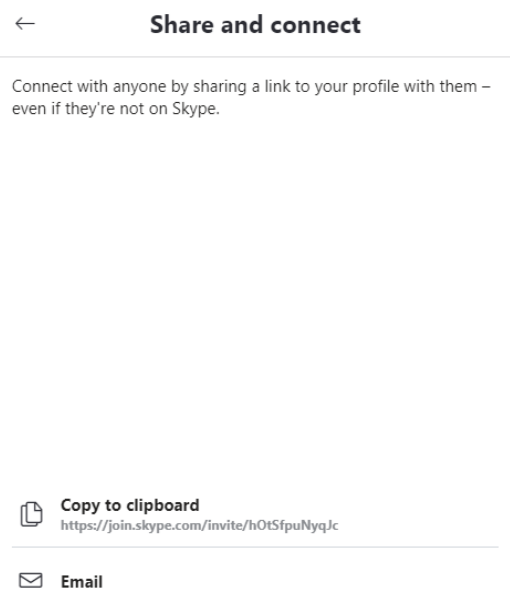 Share and connect
Connect with anyone by sharing a link to your profile with them –
even if they're not on Skype.
Copy to clipboard
https://join.skype.com/invite/hOtSfpuNyqJc
Email